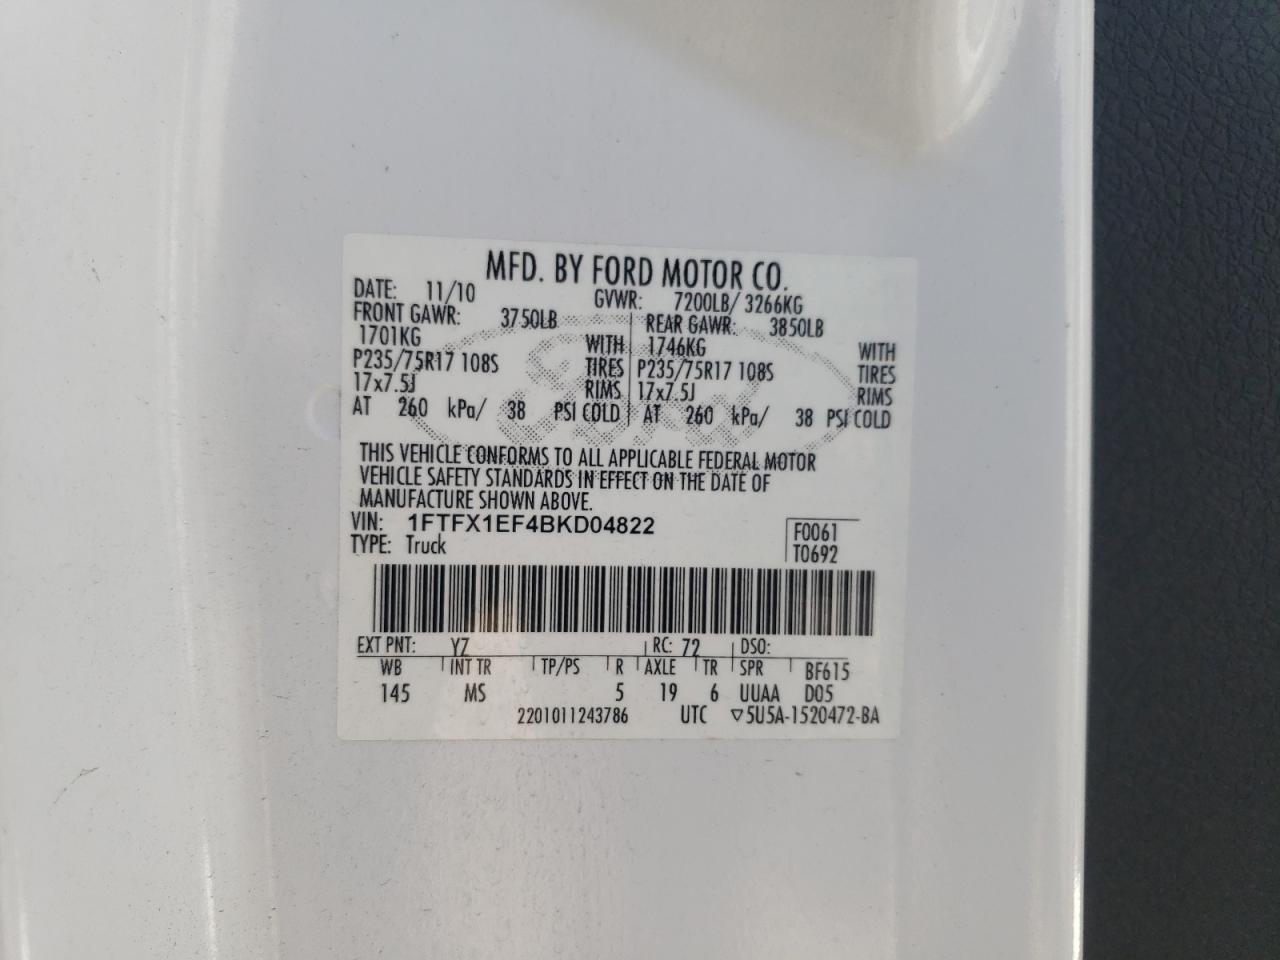 MFD. BY FORD MOTOR CO.
DATE: 11/10 GVWR: 7200LB/ 3266KG
FRONT GAWR: 3750LB REAR GAWR: 3850LB
1701KG WITH 1746KG WITH
P235/75R17 108S TIRES P235/75R17 108S TIRES
17x7.5J RIMS 17x7.5J RIMS
AT 260 kPa/ 38 PSI COLD AT 260 kPa/ 38 PSI COLD
THIS VEHICLE CONFORMS TO ALL APPLICABLE FEDERAL MOTOR
VEHICLE SAFETY STANDARDS IN EFFECT ON THE DATE OF
MANUFACTURE SHOWN ABOVE.
VIN: 1FTFX1EF4BKD04822 F0061
TYPE: Truck T0692
EXT PNT: YZ RC: 72 DSO:
WB INT TR TP/PS R AXLE TR SPR BF615
145 MS 5 19 6 UUAA D05
2201011243786 UTC ▽5U5A-1520472-BA
Ford